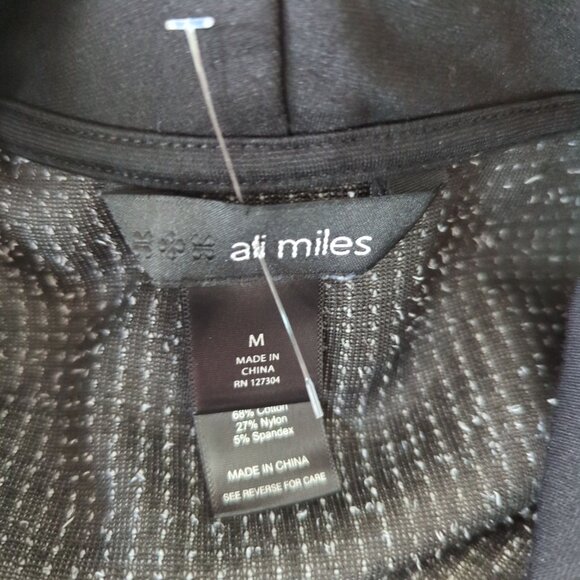 ali miles
M
MADE IN
CHINA
RN 127304
68% Cotton
27% Nylon
5% Spandex
MADE IN CHINA
SEE REVERSE FOR CARE